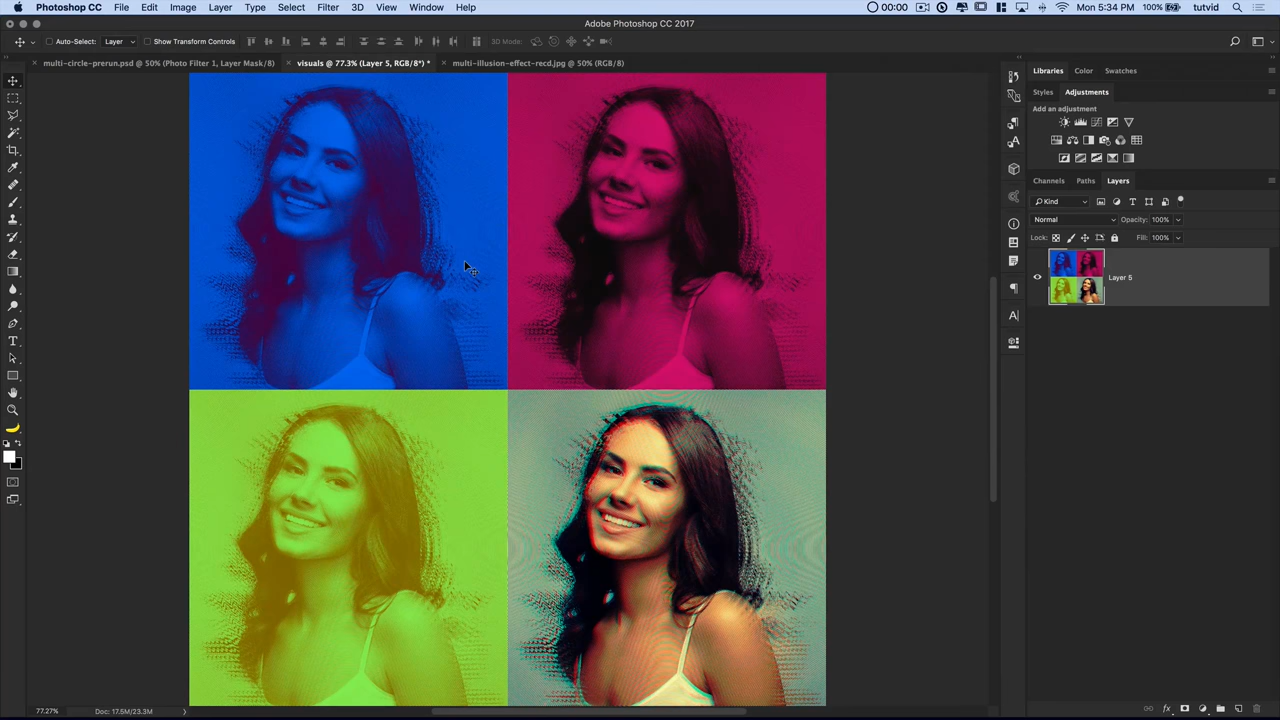 Photoshop CC File Edit Image Layer Type Select Filter 3D View Window Help 00:00 Mon 5:34 PM 100% tutvid
Adobe Photoshop CC 2017
Auto-Select: Layer Show Transform Controls 3D Mode:
multi-circle-prerun.psd @ 50% (Photo Filter 1, Layer Mask/8) visuals @ 77.3% (Layer 5, RGB/8*) * multi-illusion-effect-recd.jpg @ 50% (RGB/8)
Libraries Color Swatches
Styles Adjustments
Add an adjustment
Channels Paths Layers
Kind
Normal Opacity: 100%
Lock: Fill: 100%
Layer 5
77.27% Doc: 17.5M/23.3M